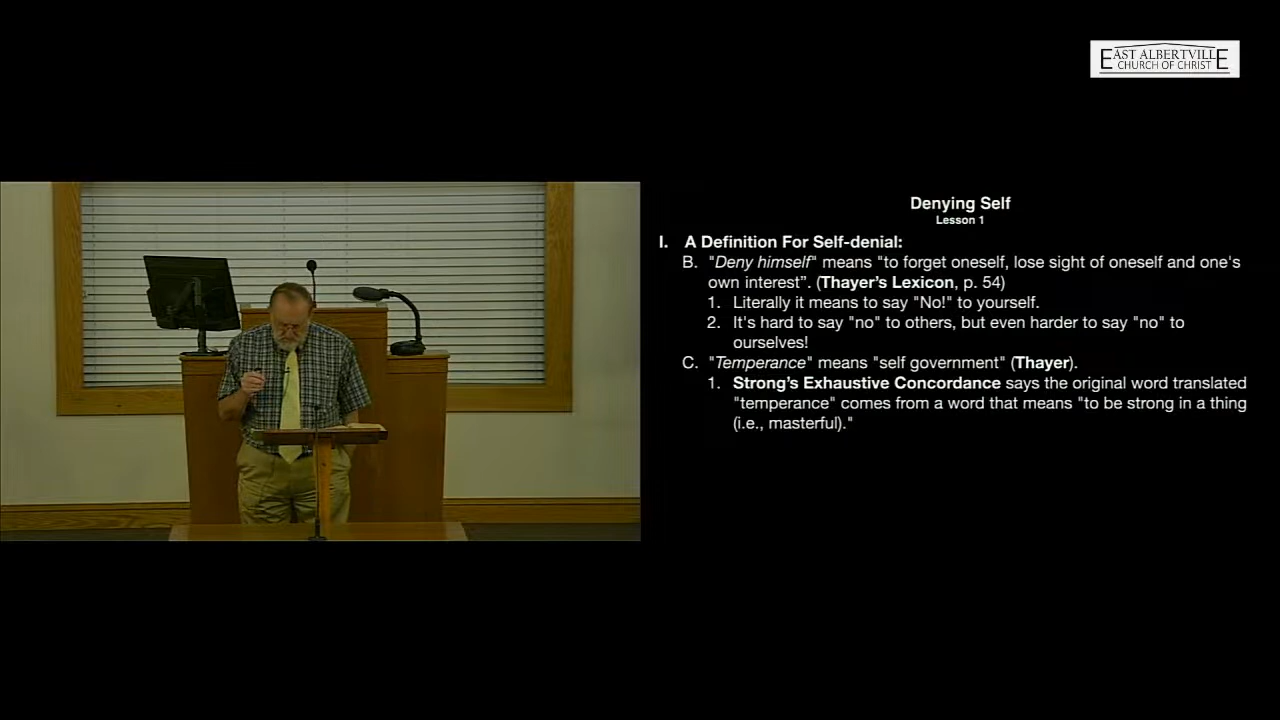 EAST ALBERTVILLE
CHURCH OF CHRIST
Denying Self
Lesson 1
I. A Definition For Self-denial:
B. "Deny himself" means "to forget oneself, lose sight of oneself and one's
own interest”. (Thayer’s Lexicon, p. 54)
1. Literally it means to say "No!" to yourself.
2. It's hard to say "no" to others, but even harder to say "no" to
ourselves!
C. "Temperance" means "self government" (Thayer).
1. Strong’s Exhaustive Concordance says the original word translated
"temperance" comes from a word that means "to be strong in a thing
(i.e., masterful)."